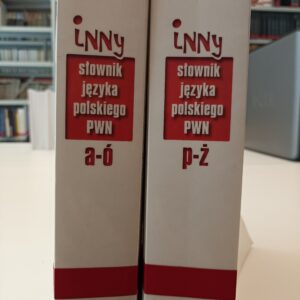 inny
słownik
języka
polskiego
PWN
a-ó
inny
słownik
języka
polskiego
PWN
p-ż